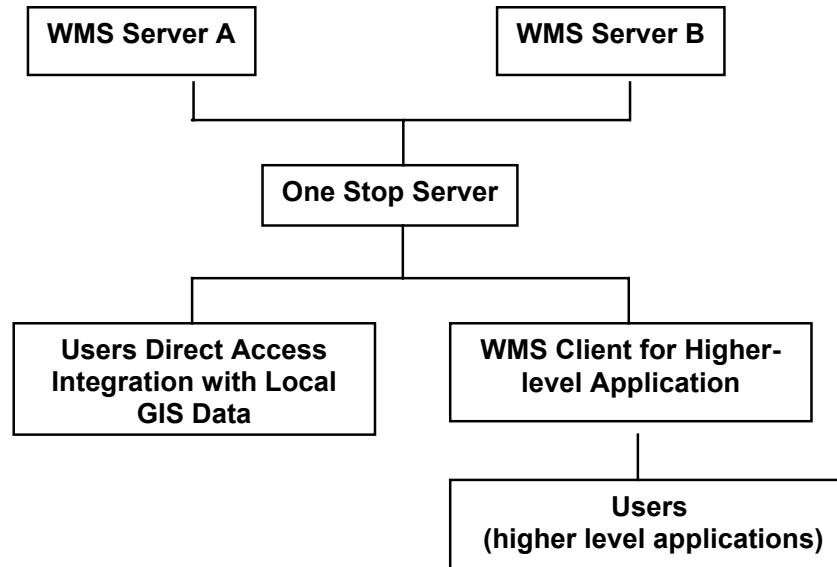 WMS Server A
WMS Server B
One Stop Server
Users Direct Access
Integration with Local
GIS Data
WMS Client for Higher-
level Application
Users
(higher level applications)